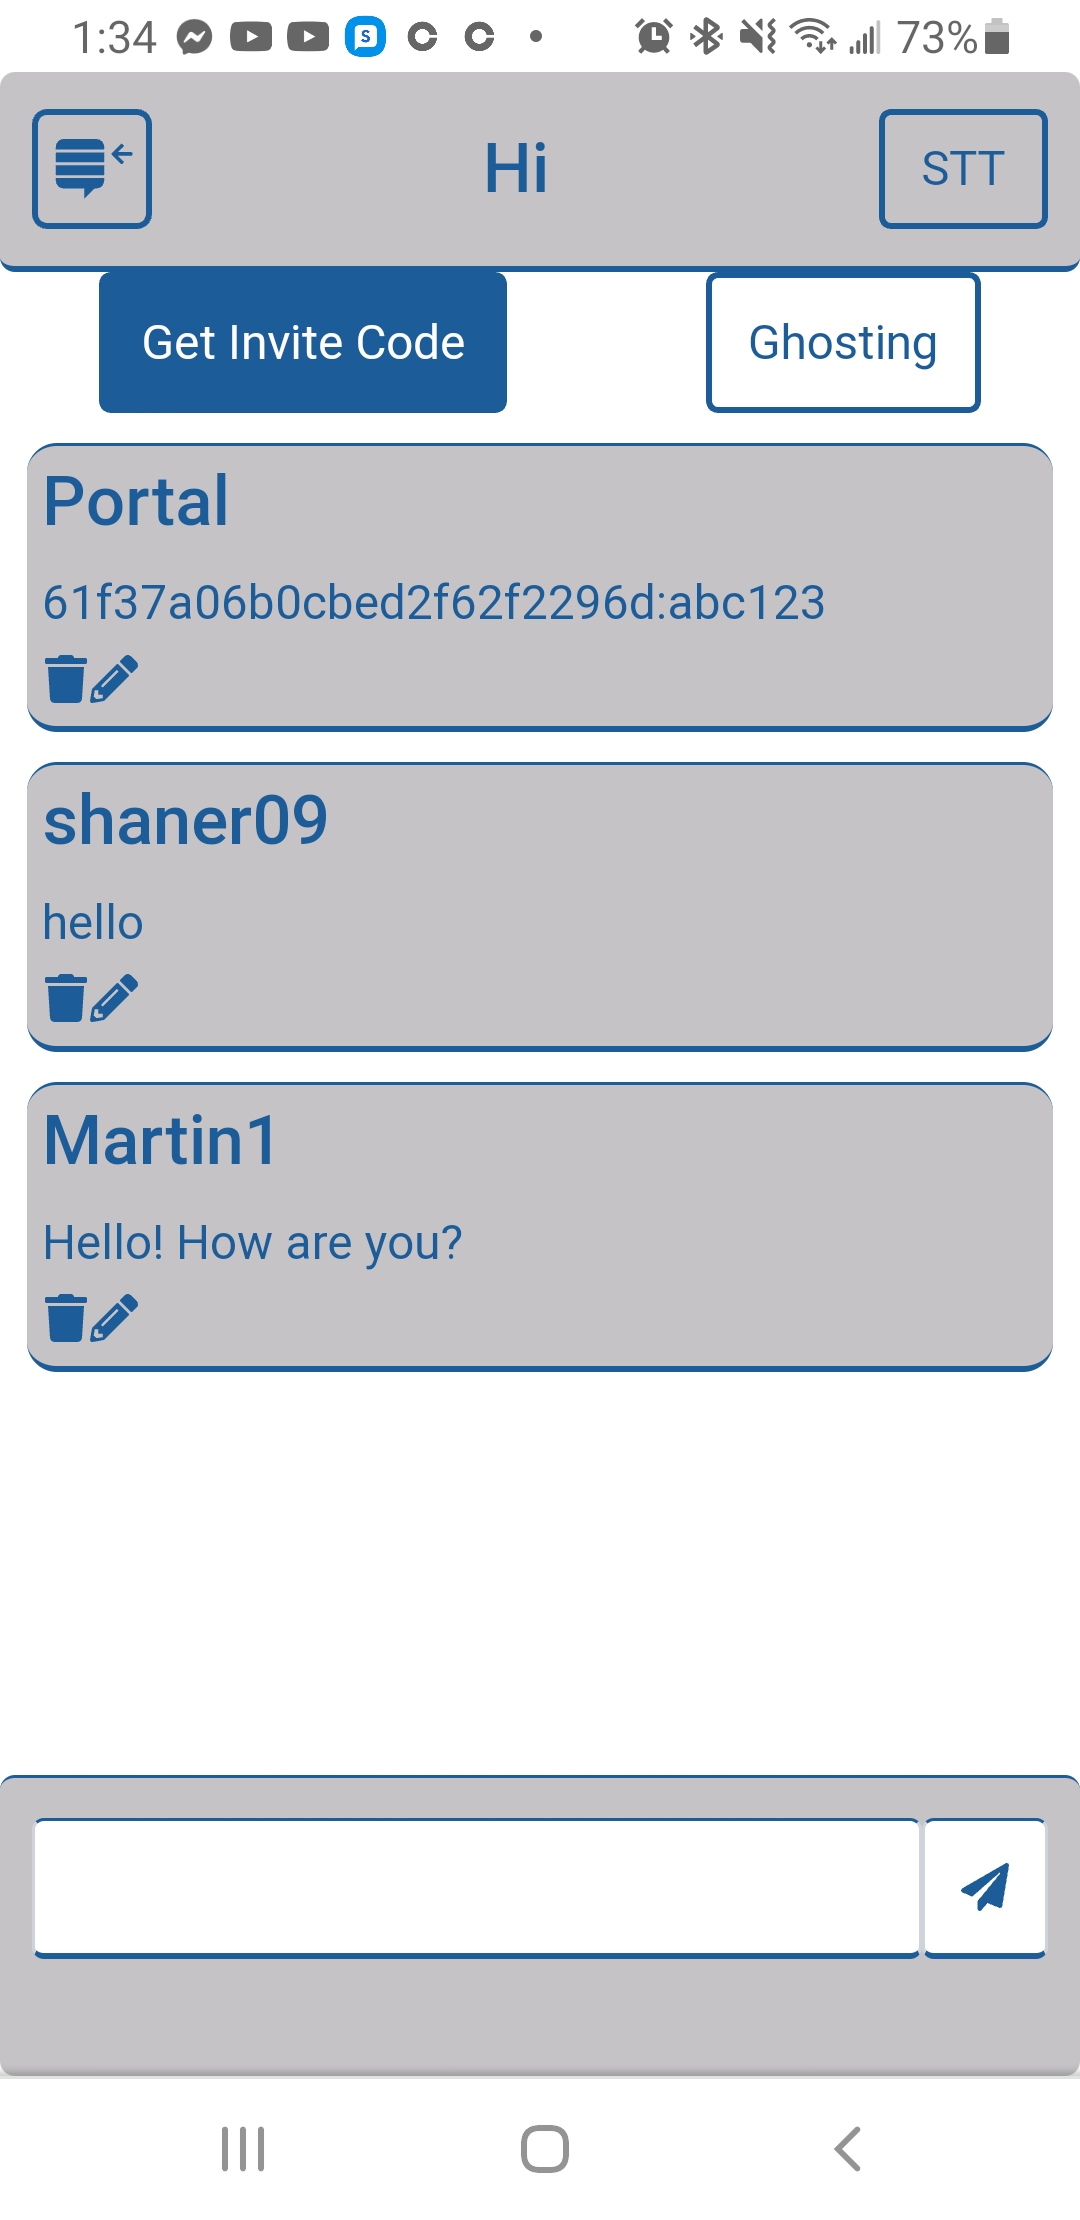 1:34 73%
Hi STT
Get Invite Code Ghosting
Portal
61f37a06b0cbed2f62f2296d:abc123
shaner09
hello
Martin1
Hello! How are you?